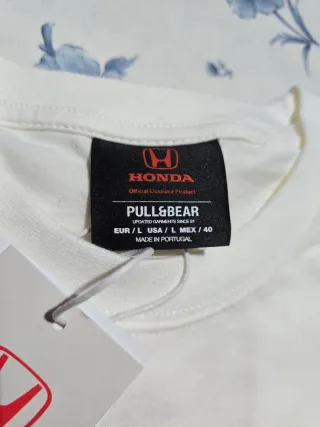 HONDA
Official Licensed Product
PULL&BEAR
UPDATED GARMENTS SINCE 91
EUR / L USA / L MEX / 40
MADE IN PORTUGAL